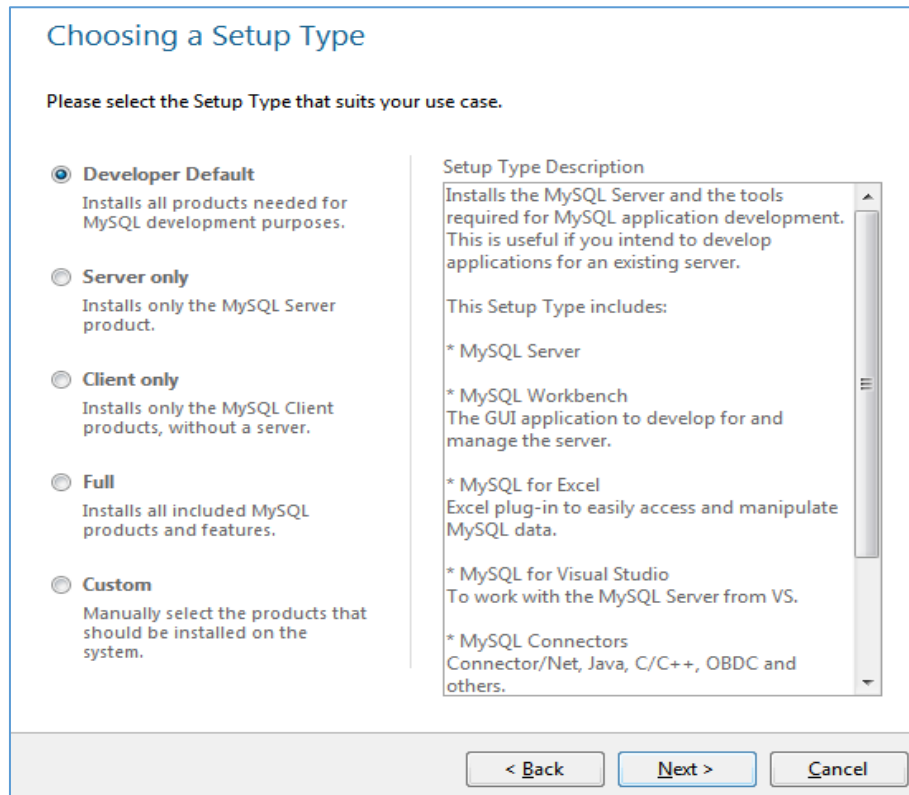 Choosing a Setup Type
Please select the Setup Type that suits your use case.
Developer Default
Installs all products needed for
MySQL development purposes.
Server only
Installs only the MySQL Server
product.
Client only
Installs only the MySQL Client
products, without a server.
Full
Installs all included MySQL
products and features.
Custom
Manually select the products that
should be installed on the
system.
Setup Type Description
Installs the MySQL Server and the tools
required for MySQL application development.
This is useful if you intend to develop
applications for an existing server.
This Setup Type includes:
* MySQL Server
* MySQL Workbench
The GUI application to develop for and
manage the server.
* MySQL for Excel
Excel plug-in to easily access and manipulate
MySQL data.
* MySQL for Visual Studio
To work with the MySQL Server from VS.
* MySQL Connectors
Connector/Net, Java, C/C++, OBDC and
others.
< Back
Next >
Cancel